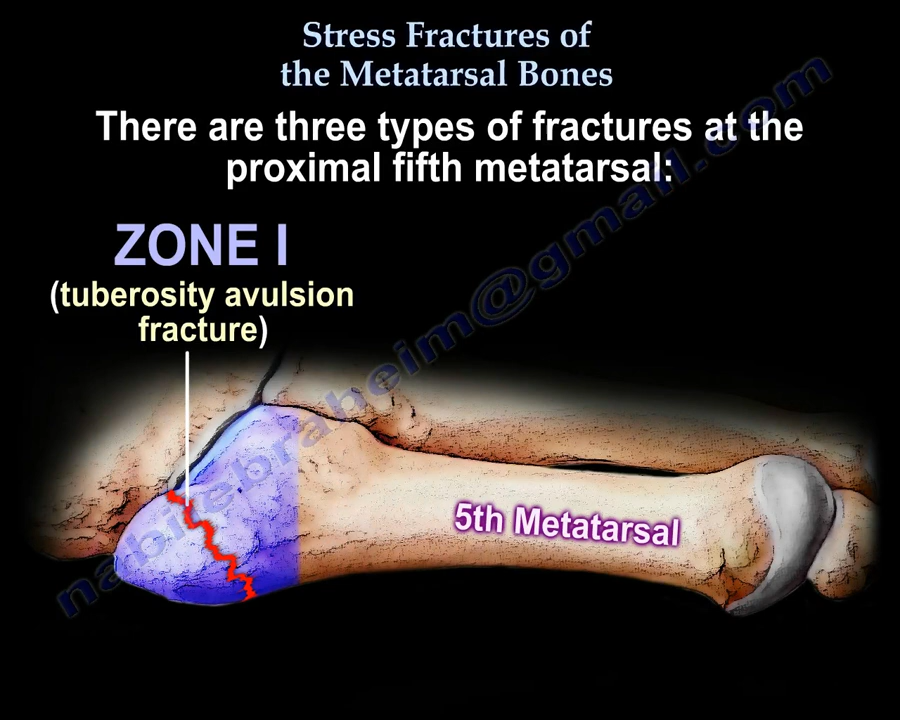 Stress Fractures of
the Metatarsal Bones
There are three types of fractures at the
proximal fifth metatarsal:
ZONE I
(tuberosity avulsion
fracture)
5th Metatarsal
nabilebraheim@gmail.com